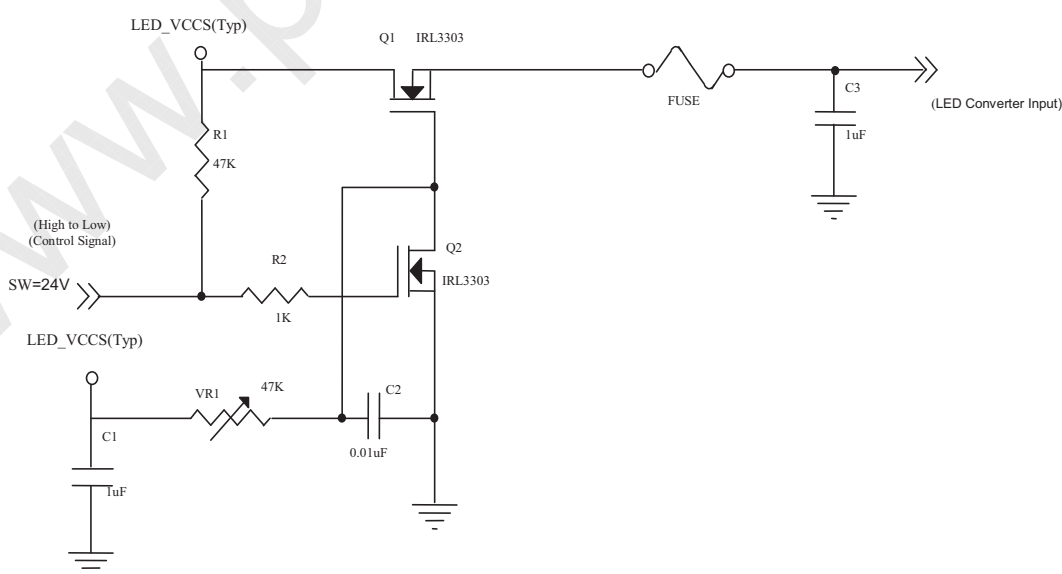 LED_VCCS(Typ)
Q1 IRL3303
FUSE
C3
1uF
(LED Converter Input)
R1
47K
(High to Low)
(Control Signal)
SW=24V
R2
1K
Q2
IRL3303
LED_VCCS(Typ)
VR1
47K
C2
0.01uF
C1
1uF
www.p